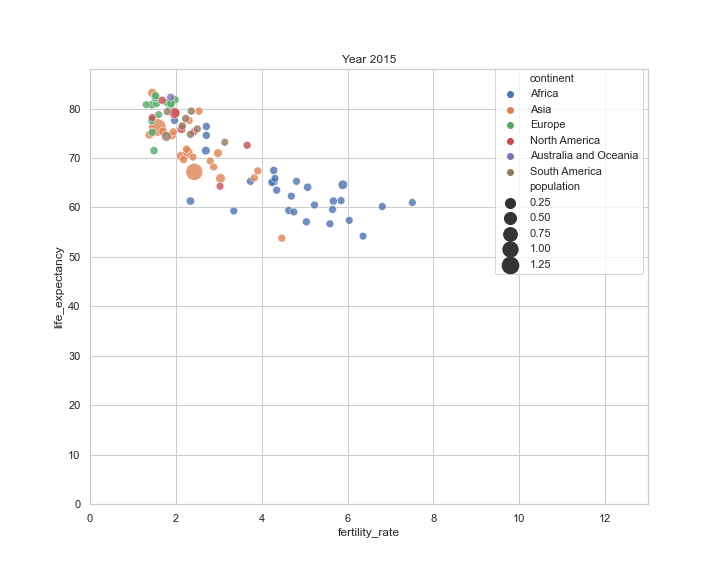 Year 2015
continent
Africa
Asia
Europe
North America
Australia and Oceania
South America
population
0.25
0.50
0.75
1.00
1.25
life_expectancy
80
70
60
50
40
30
20
10
0
0 2 4 6 8 10 12
fertility_rate